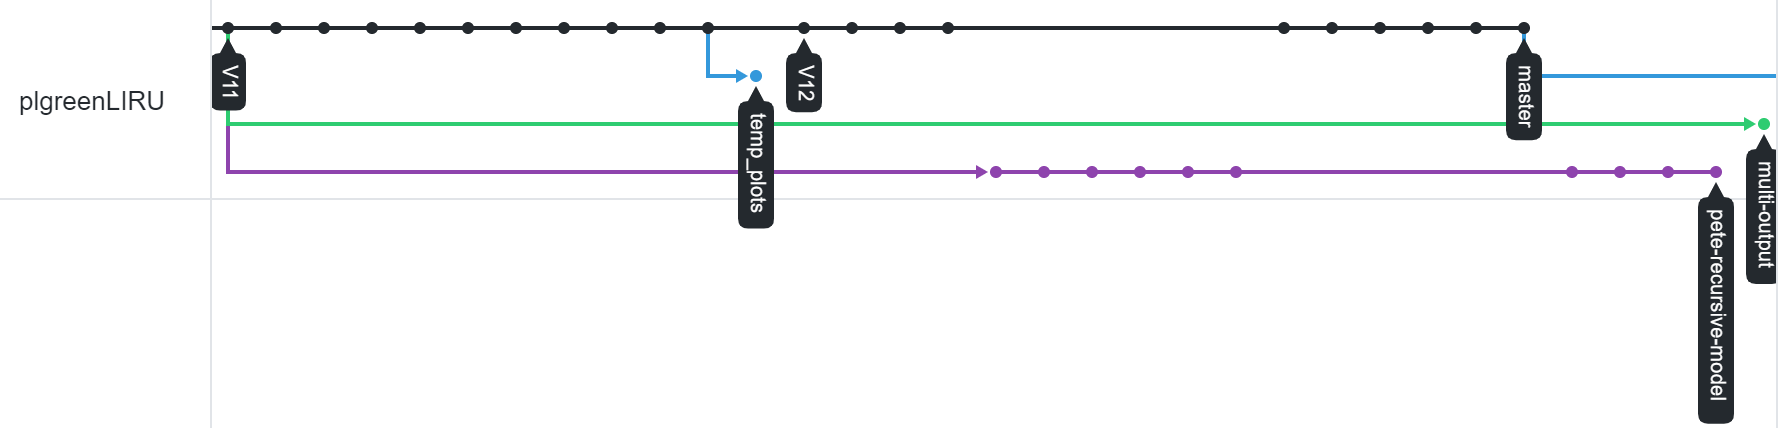 plgreenLIRU
V11
temp_plots
V12
master
multi-output
pete-recursive-model